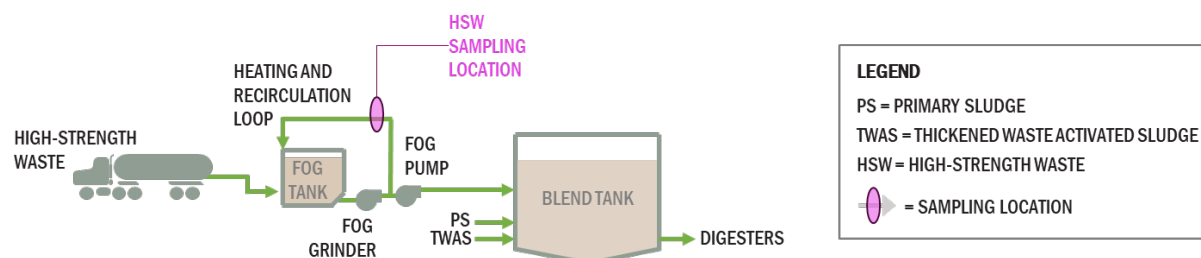 HSW
SAMPLING
LOCATION
HEATING AND
RECIRCULATION
LOOP
HIGH-STRENGTH
WASTE
FOG
TANK
FOG
PUMP
FOG
GRINDER
BLEND TANK
PS
TWAS
DIGESTERS
LEGEND
PS = PRIMARY SLUDGE
TWAS = THICKENED WASTE ACTIVATED SLUDGE
HSW = HIGH-STRENGTH WASTE
= SAMPLING LOCATION